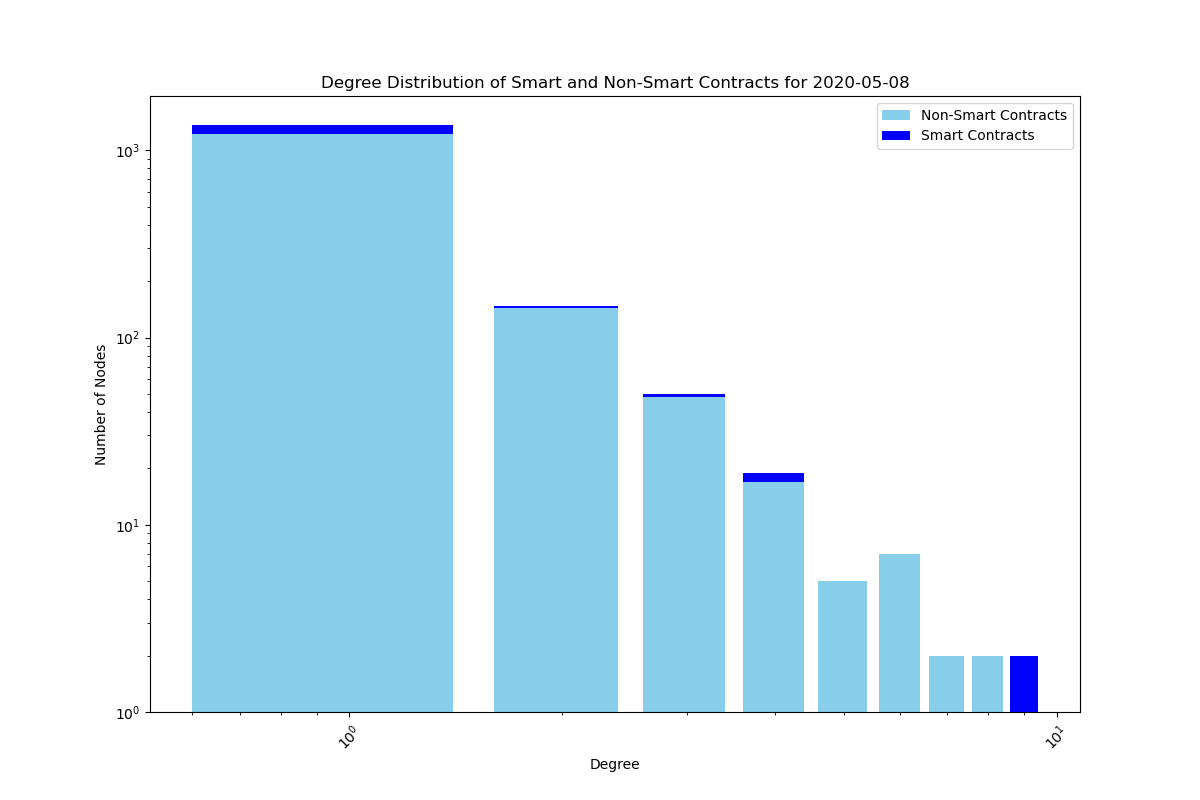 Degree Distribution of Smart and Non-Smart Contracts for 2020-05-08
Non-Smart Contracts
Smart Contracts
Number of Nodes
10³
10²
10¹
10⁰
10⁰
10¹
Degree